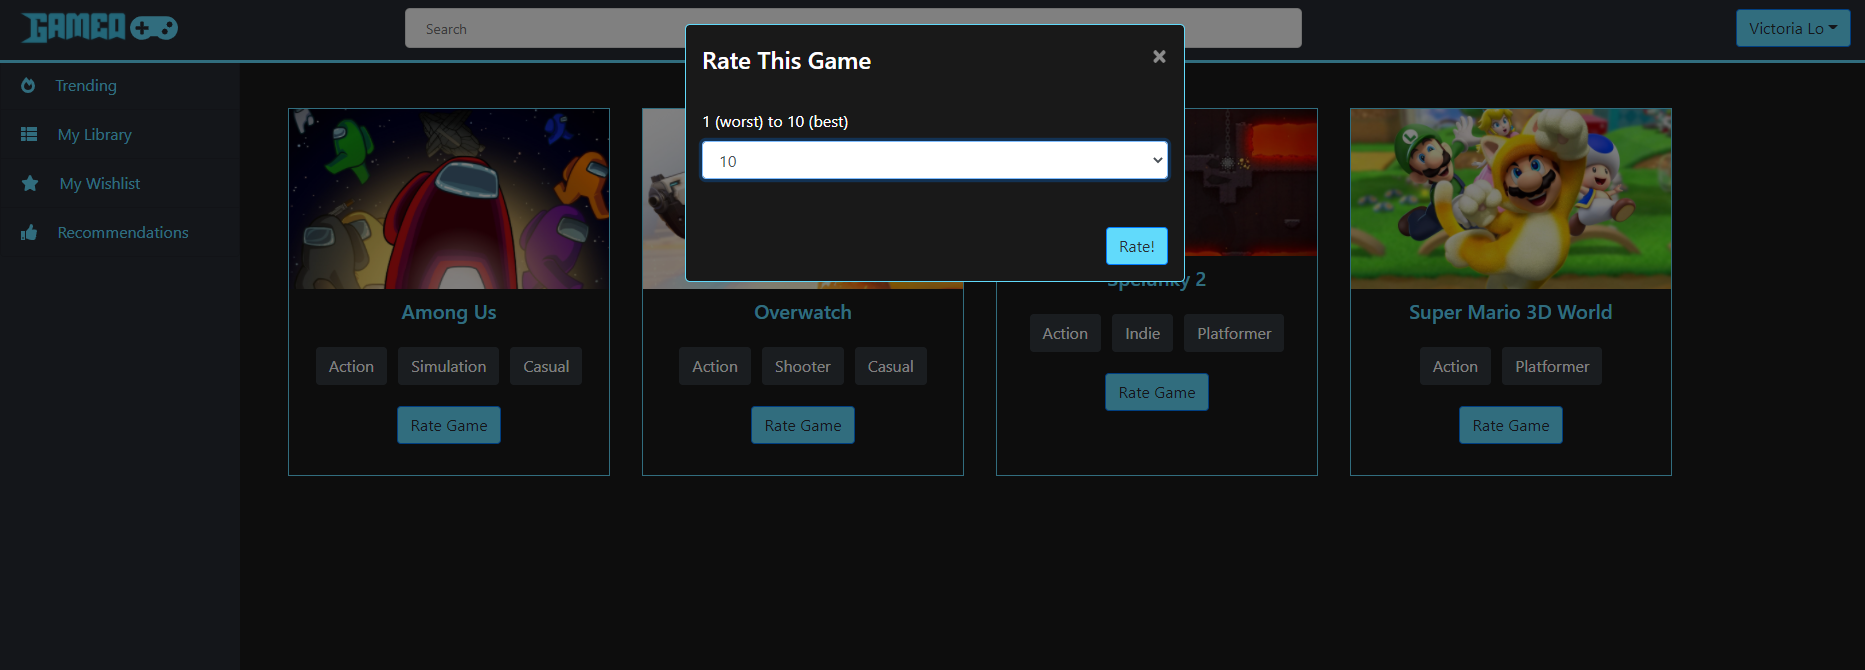 GAMEO
Search
Victoria Lo
Rate This Game
×
1 (worst) to 10 (best)
10
Rate!
Trending
My Library
My Wishlist
Recommendations
Among Us
Action Simulation Casual
Rate Game
Overwatch
Action Shooter Casual
Rate Game
Spelunky 2
Action Indie Platformer
Rate Game
Super Mario 3D World
Action Platformer
Rate Game